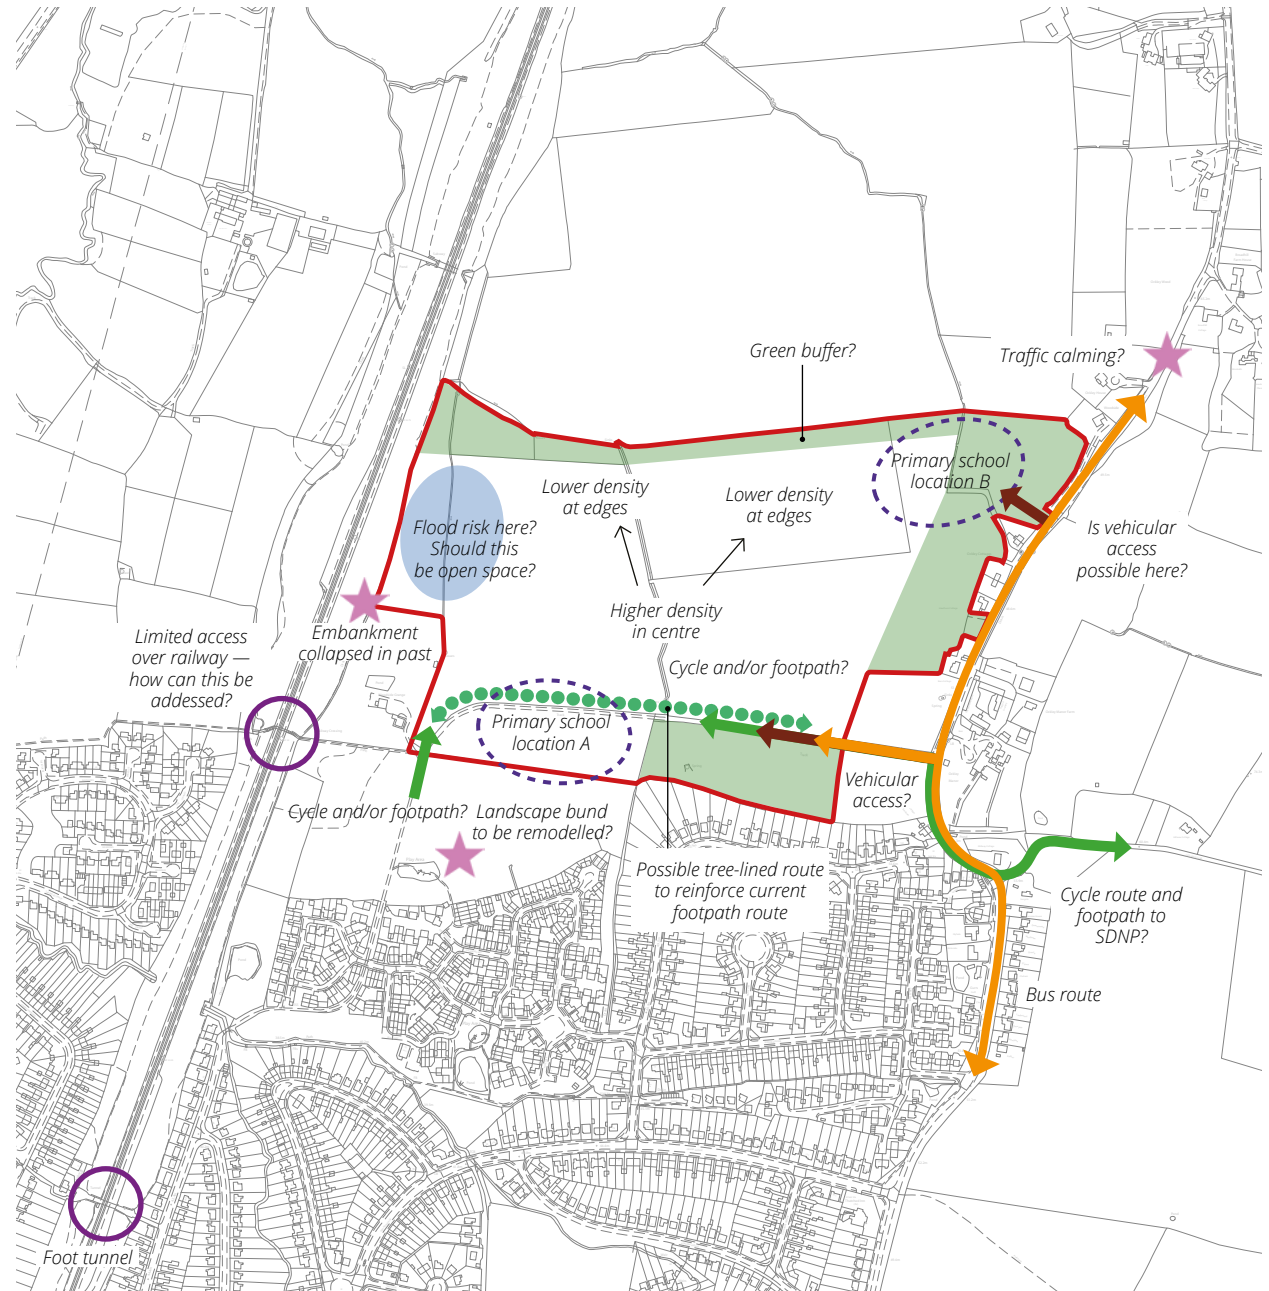 Green buffer?
Traffic calming?
Primary school
location B
Lower density
at edges
Lower density
at edges
Flood risk here?
Should this
be open space?
Is vehicular
access
possible here?
Higher density
in centre
Limited access
over railway —
how can this be
addessed?
Embankment
collapsed in past
Cycle and/or footpath?
Primary school
location A
Vehicular
access?
Cycle and/or footpath?
Landscape bund
to be remodelled?
Possible tree-lined route
to reinforce current
footpath route
Cycle route and
footpath to
SDNP?
Bus route
Foot tunnel